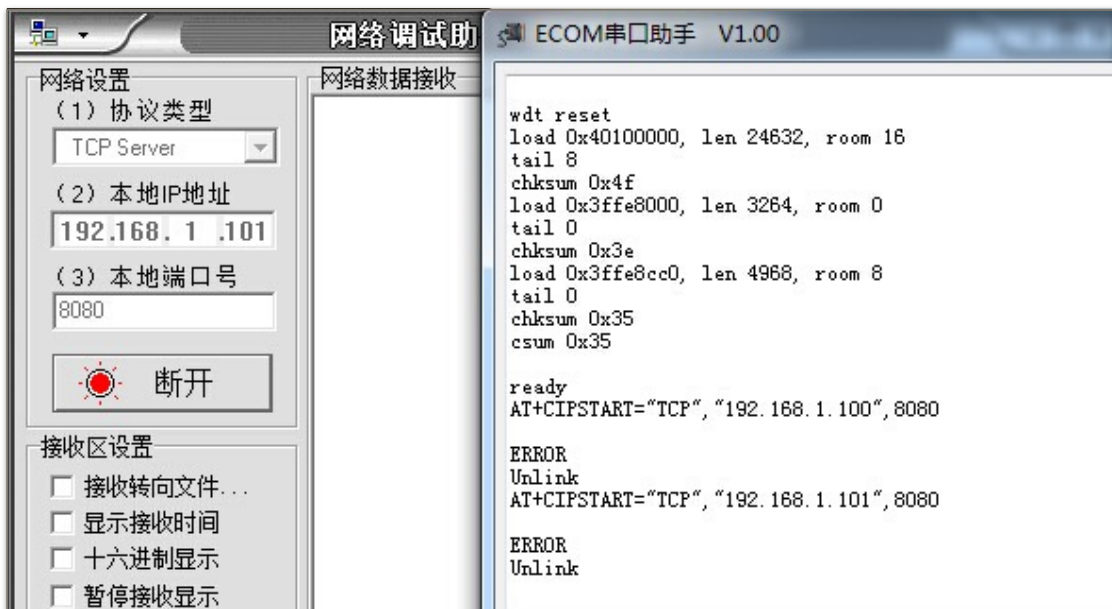 网络调试助
网络设置
（1）协议类型
TCP Server
（2）本地IP地址
192.168. 1 .101
（3）本地端口号
8080
断开
接收区设置
接收转向文件...
显示接收时间
十六进制显示
暂停接收显示
网络数据接收
ECOM串口助手 V1.00
wdt reset
load 0x40100000, len 24632, room 16
tail 8
chksum 0x4f
load 0x3ffe8000, len 3264, room 0
tail 0
chksum 0x3e
load 0x3ffe8cc0, len 4968, room 8
tail 0
chksum 0x35
csum 0x35
ready
AT+CIPSTART="TCP","192.168.1.100",8080
ERROR
Unlink
AT+CIPSTART="TCP","192.168.1.101",8080
ERROR
Unlink